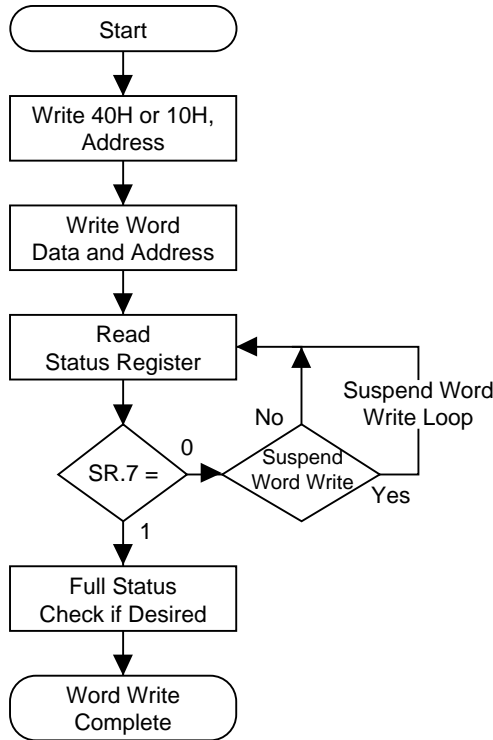 Start
Write 40H or 10H,
Address
Write Word
Data and Address
Read
Status Register
Suspend Word
Write Loop
No
SR.7 =
0
Suspend
Word Write
Yes
1
Full Status
Check if Desired
Word Write
Complete